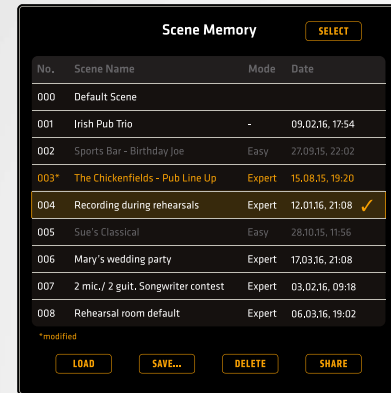 Scene Memory SELECT
No. Scene Name Mode Date
000 Default Scene
001 Irish Pub Trio - 09.02.16, 17:54
002 Sports Bar - Birthday Joe Easy 27.09.15, 22:02
003* The Chickenfields - Pub Line Up Expert 15.08.15, 19:20
004 Recording during rehearsals Expert 12.01.16, 21:08 ✓
005 Sue's Classical Easy 28.10.15, 11:56
006 Mary's wedding party Expert 17.03.16, 21:08
007 2 mic./ 2 guit. Songwriter contest Expert 03.02.16, 09:18
008 Rehearsal room default Expert 06.03.16, 19:02
*modified
LOAD SAVE... DELETE SHARE